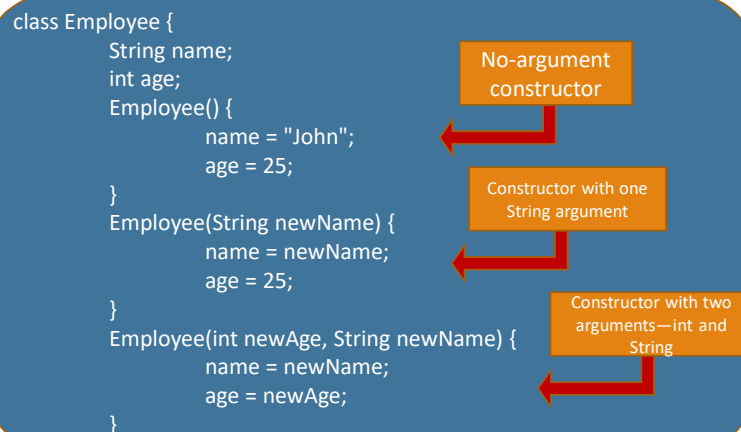 class Employee {
String name;
int age;
Employee() {
name = "John";
age = 25;
}
Employee(String newName) {
name = newName;
age = 25;
}
Employee(int newAge, String newName) {
name = newName;
age = newAge;
}
No-argument
constructor
Constructor with one
String argument
Constructor with two
arguments—int and
String